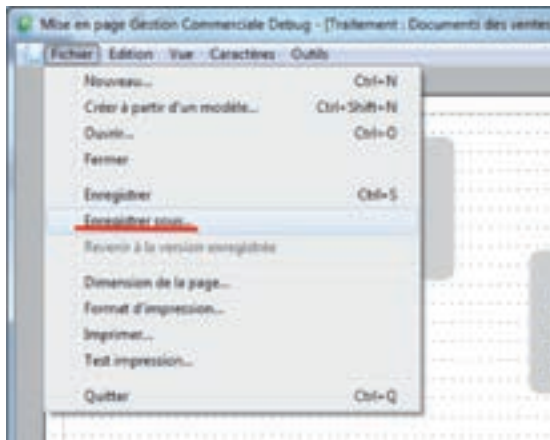 Mise en page Gestion Commerciale Debug - [Traitement : Documents des ventes
Fichier Edition Vue Caractères Outils
Nouveau... Ctrl+N
Créer à partir d'un modèle... Ctrl+Shift+N
Ouvrir... Ctrl+O
Fermer
Enregistrer Ctrl+S
Enregistrer sous...
Revenir à la version enregistrée
Dimension de la page...
Format d'impression...
Imprimer...
Test impression...
Quitter Ctrl+Q